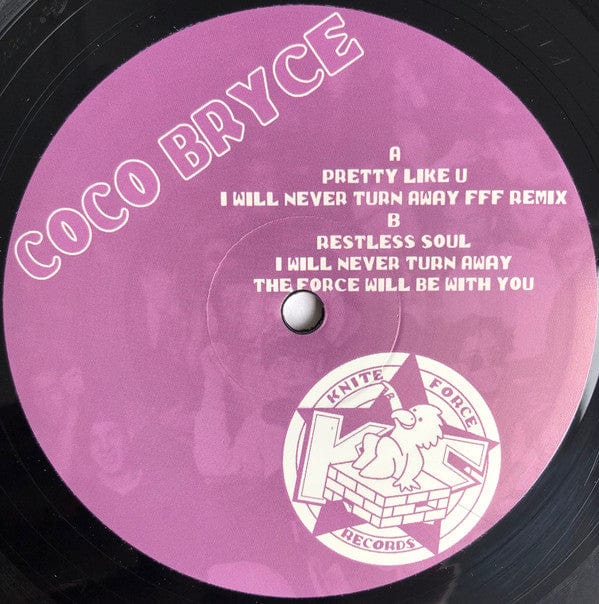 COCO BRYCE
A
PRETTY LIKE U
I WILL NEVER TURN AWAY FFF REMIX
B
RESTLESS SOUL
I WILL NEVER TURN AWAY
THE FORCE WILL BE WITH YOU
KNITE FORCE
RECORDS